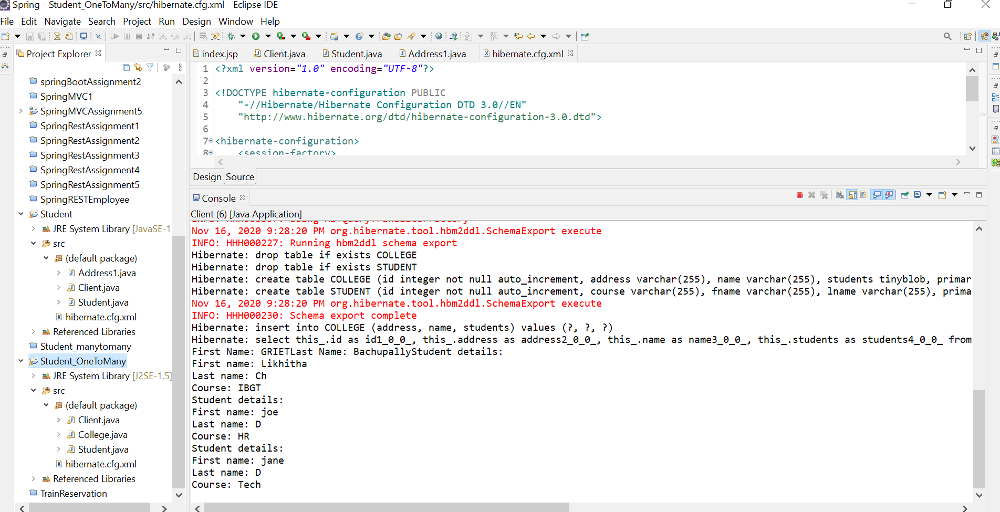 Spring - Student_OneToMany/src/hibernate.cfg.xml - Eclipse IDE
File Edit Navigate Search Project Run Design Window Help
Project Explorer
springBootAssignment2
SpringMVC1
SpringMVCAssignment5
SpringRestAssignment1
SpringRestAssignment2
SpringRestAssignment3
SpringRestAssignment4
SpringRestAssignment5
SpringRESTEmployee
Student
JRE System Library [JavaSE-1
src
(default package)
Address1.java
Client.java
Student.java
hibernate.cfg.xml
Referenced Libraries
Student_manytomany
Student_OneToMany
JRE System Library [J2SE-1.5]
src
(default package)
Client.java
College.java
Student.java
hibernate.cfg.xml
Referenced Libraries
TrainReservation
index.jsp Client.java Student.java Address1.java hibernate.cfg.xml
1 <?xml version="1.0" encoding="UTF-8"?>
2
3 <!DOCTYPE hibernate-configuration PUBLIC
4 "-//Hibernate/Hibernate Configuration DTD 3.0//EN"
5 "http://www.hibernate.org/dtd/hibernate-configuration-3.0.dtd">
6
7 <hibernate-configuration>
8 <session-factory>
Design Source
Console
Client (6) [Java Application]
Nov 16, 2020 9:28:20 PM org.hibernate.tool.hbm2ddl.SchemaExport execute
INFO: HHH000227: Running hbm2ddl schema export
Hibernate: drop table if exists COLLEGE
Hibernate: drop table if exists STUDENT
Hibernate: create table COLLEGE (id integer not null auto_increment, address varchar(255), name varchar(255), students tinyblob, primar
Hibernate: create table STUDENT (id integer not null auto_increment, course varchar(255), fname varchar(255), lname varchar(255), prima
Nov 16, 2020 9:28:20 PM org.hibernate.tool.hbm2ddl.SchemaExport execute
INFO: HHH000230: Schema export complete
Hibernate: insert into COLLEGE (address, name, students) values (?, ?, ?)
Hibernate: select this_.id as id1_0_0_, this_.address as address2_0_0_, this_.name as name3_0_0_, this_.students as students4_0_0_ from
First Name: GRIETLast Name: BachupallyStudent details:
First name: Likhitha
Last name: Ch
Course: IBGT
Student details:
First name: joe
Last name: D
Course: HR
Student details:
First name: jane
Last name: D
Course: Tech